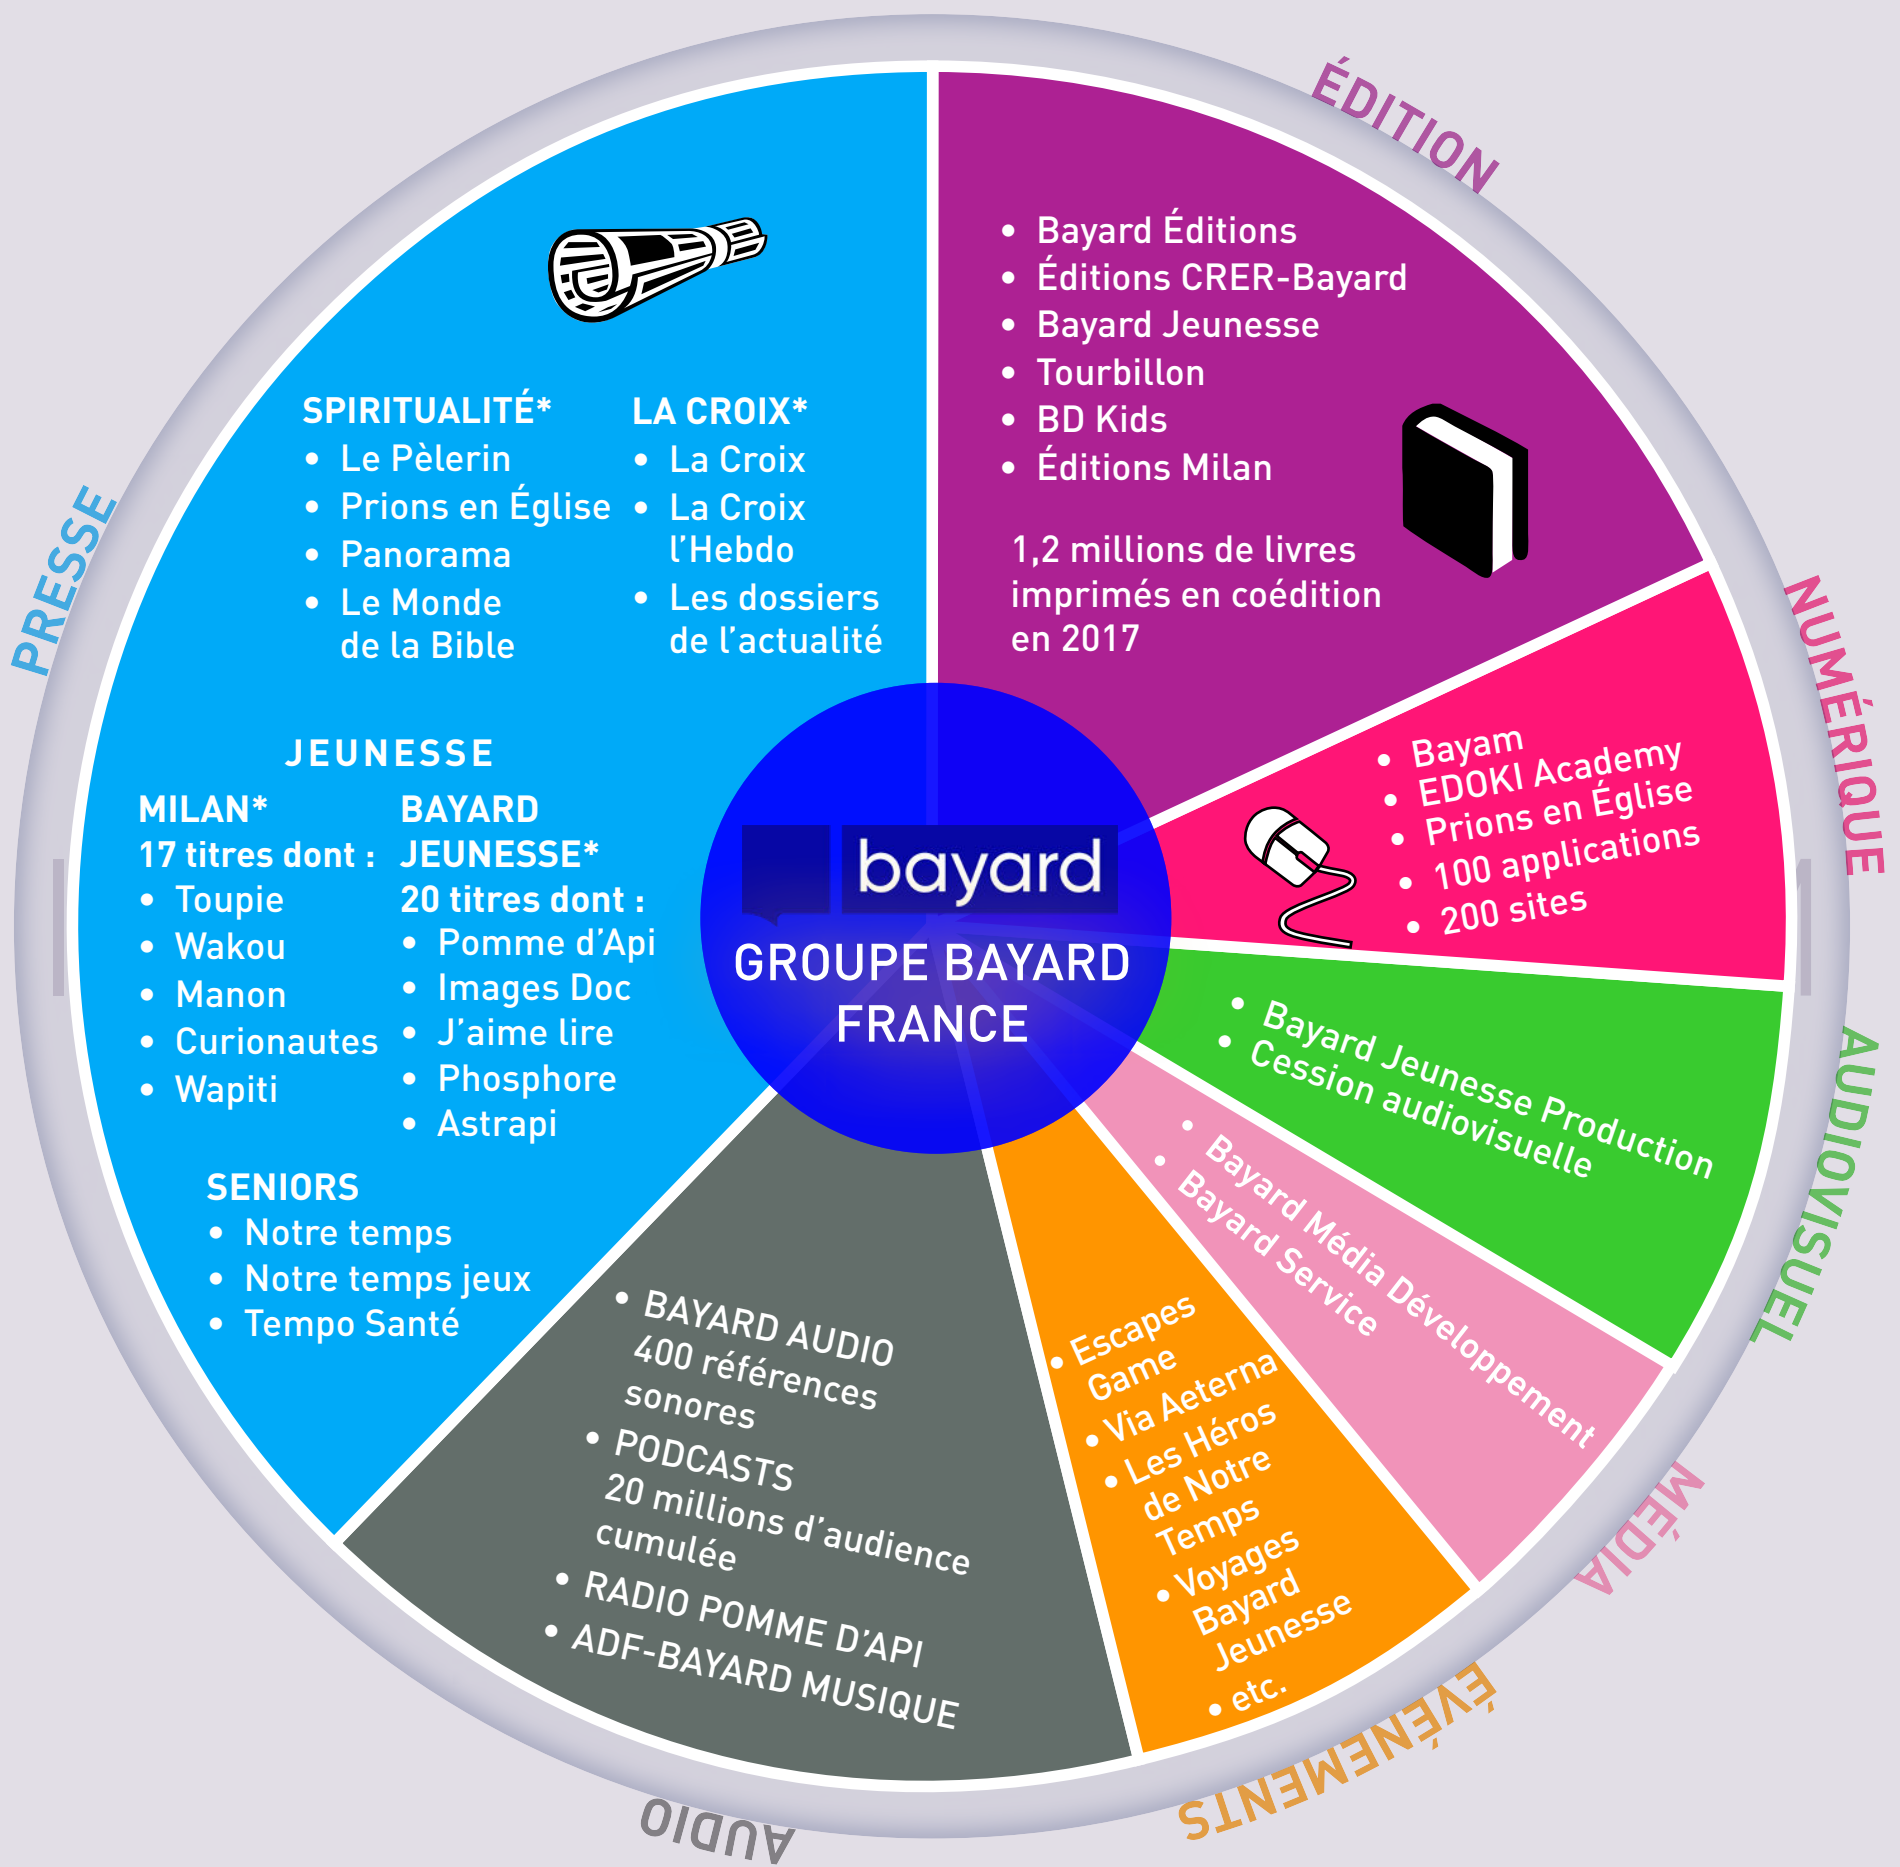 PRESSE
SPIRITUALITÉ*
• Le Pèlerin
• Prions en Église
• Panorama
• Le Monde
de la Bible
LA CROIX*
• La Croix
• La Croix
l’Hebdo
• Les dossiers
de l’actualité
JEUNESSE
MILAN*
17 titres dont :
• Toupie
• Wakou
• Manon
• Curionautes
• Wapiti
BAYARD
JEUNESSE*
20 titres dont :
• Pomme d’Api
• Images Doc
• J’aime lire
• Phosphore
• Astrapi
SENIORS
• Notre temps
• Notre temps jeux
• Tempo Santé
ÉDITION
• Bayard Éditions
• Éditions CRER-Bayard
• Bayard Jeunesse
• Tourbillon
• BD Kids
• Éditions Milan
1,2 millions de livres
imprimés en coédition
en 2017
NUMÉRIQUE
• Bayam
• EDOKI Academy
• Prions en Église
• 100 applications
• 200 sites
bayard
GROUPE BAYARD
FRANCE
AUDIOVISUEL
• Bayard Jeunesse Production
• Cession audiovisuelle
MÉDIA
• Bayard Média Développement
• Bayard Service
ÉVÉNEMENTS
• Escapes
Game
• Via Aeterna
• Les Héros
de Notre
Temps
• Voyages
Bayard
Jeunesse
• etc.
AUDIO
• BAYARD AUDIO
400 références
sonores
• PODCASTS
20 millions d’audience
cumulée
• RADIO POMME D’API
• ADF-BAYARD MUSIQUE